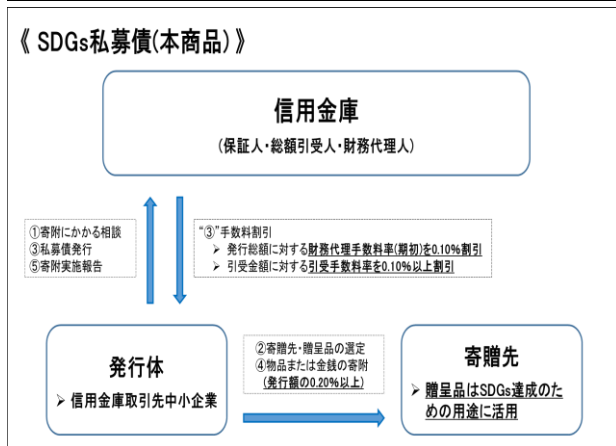 《 SDGs私募債(本商品) 》
信用金庫
(保証人・総額引受人・財務代理人)
①寄附にかかる相談
③私募債発行
⑤寄附実施報告
“③”手数料割引
➢ 発行総額に対する財務代理手数料率(期初)を0.10%割引
➢ 引受金額に対する引受手数料率を0.10%以上割引
発行体
➢ 信用金庫取引先中小企業
②寄贈先・贈呈品の選定
④物品または金銭の寄附
(発行額の0.20%以上)
寄贈先
➢ 贈呈品はSDGs達成のた
めの用途に活用